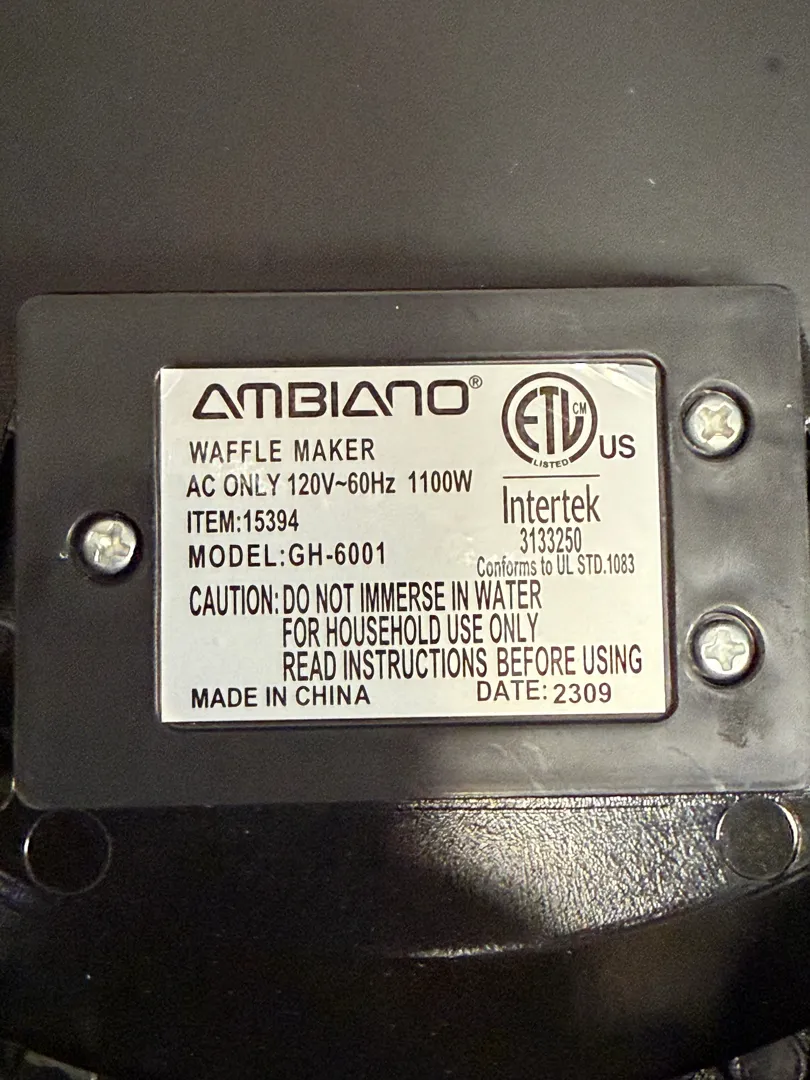 AMBIANO®
WAFFLE MAKER
AC ONLY 120V~60Hz 1100W
ITEM:15394
MODEL:GH-6001
ETL CM
LISTED
US
Intertek
3133250
Conforms to UL STD.1083
CAUTION: DO NOT IMMERSE IN WATER
FOR HOUSEHOLD USE ONLY
READ INSTRUCTIONS BEFORE USING
MADE IN CHINA DATE: 2309